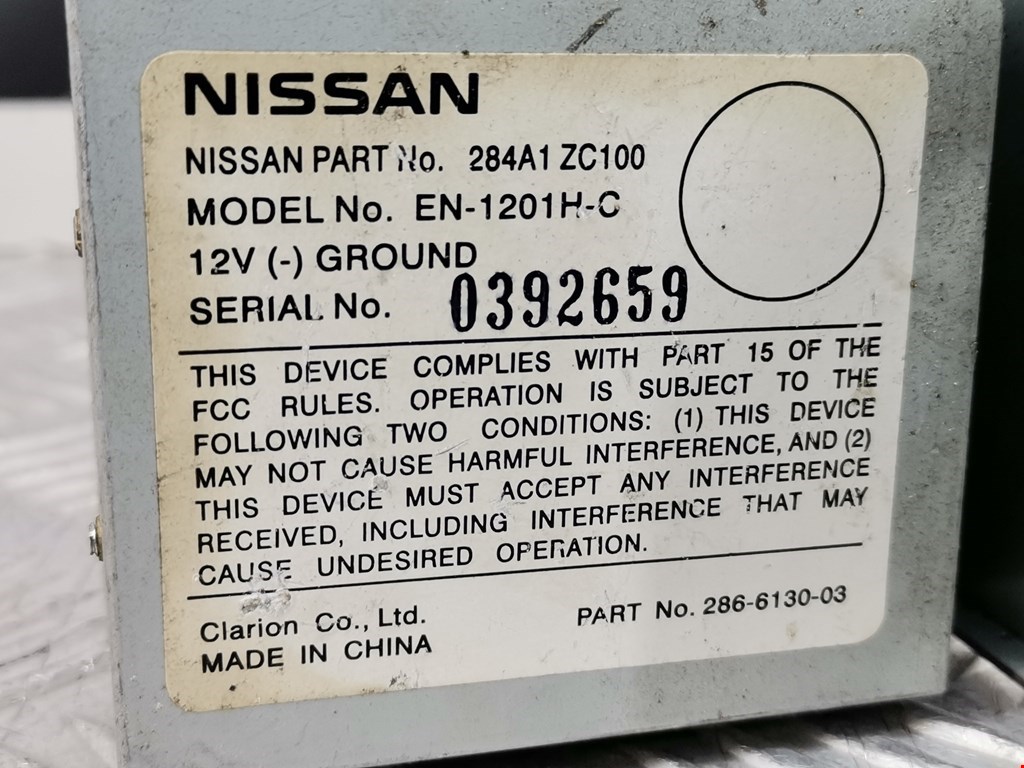 NISSAN
NISSAN PART No. 284A1 ZC100
MODEL No. EN-1201H-C
12V (-) GROUND
SERIAL No. 0392659
THIS DEVICE COMPLIES WITH PART 15 OF THE
FCC RULES. OPERATION IS SUBJECT TO THE
FOLLOWING TWO CONDITIONS: (1) THIS DEVICE
MAY NOT CAUSE HARMFUL INTERFERENCE, AND (2)
THIS DEVICE MUST ACCEPT ANY INTERFERENCE
RECEIVED, INCLUDING INTERFERENCE THAT MAY
CAUSE UNDESIRED OPERATION.
Clarion Co., Ltd. PART No. 286-6130-03
MADE IN CHINA